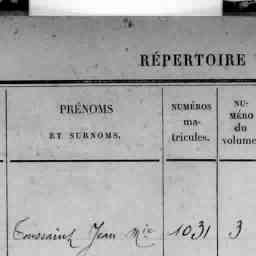 RÉPERTOIRE
PRÉNOMS
ET SURNOMS.
NUMÉROS
ma-
tricules.
NU-
MÉRO
du
volume
Toussaint Jean Mie 1031 3